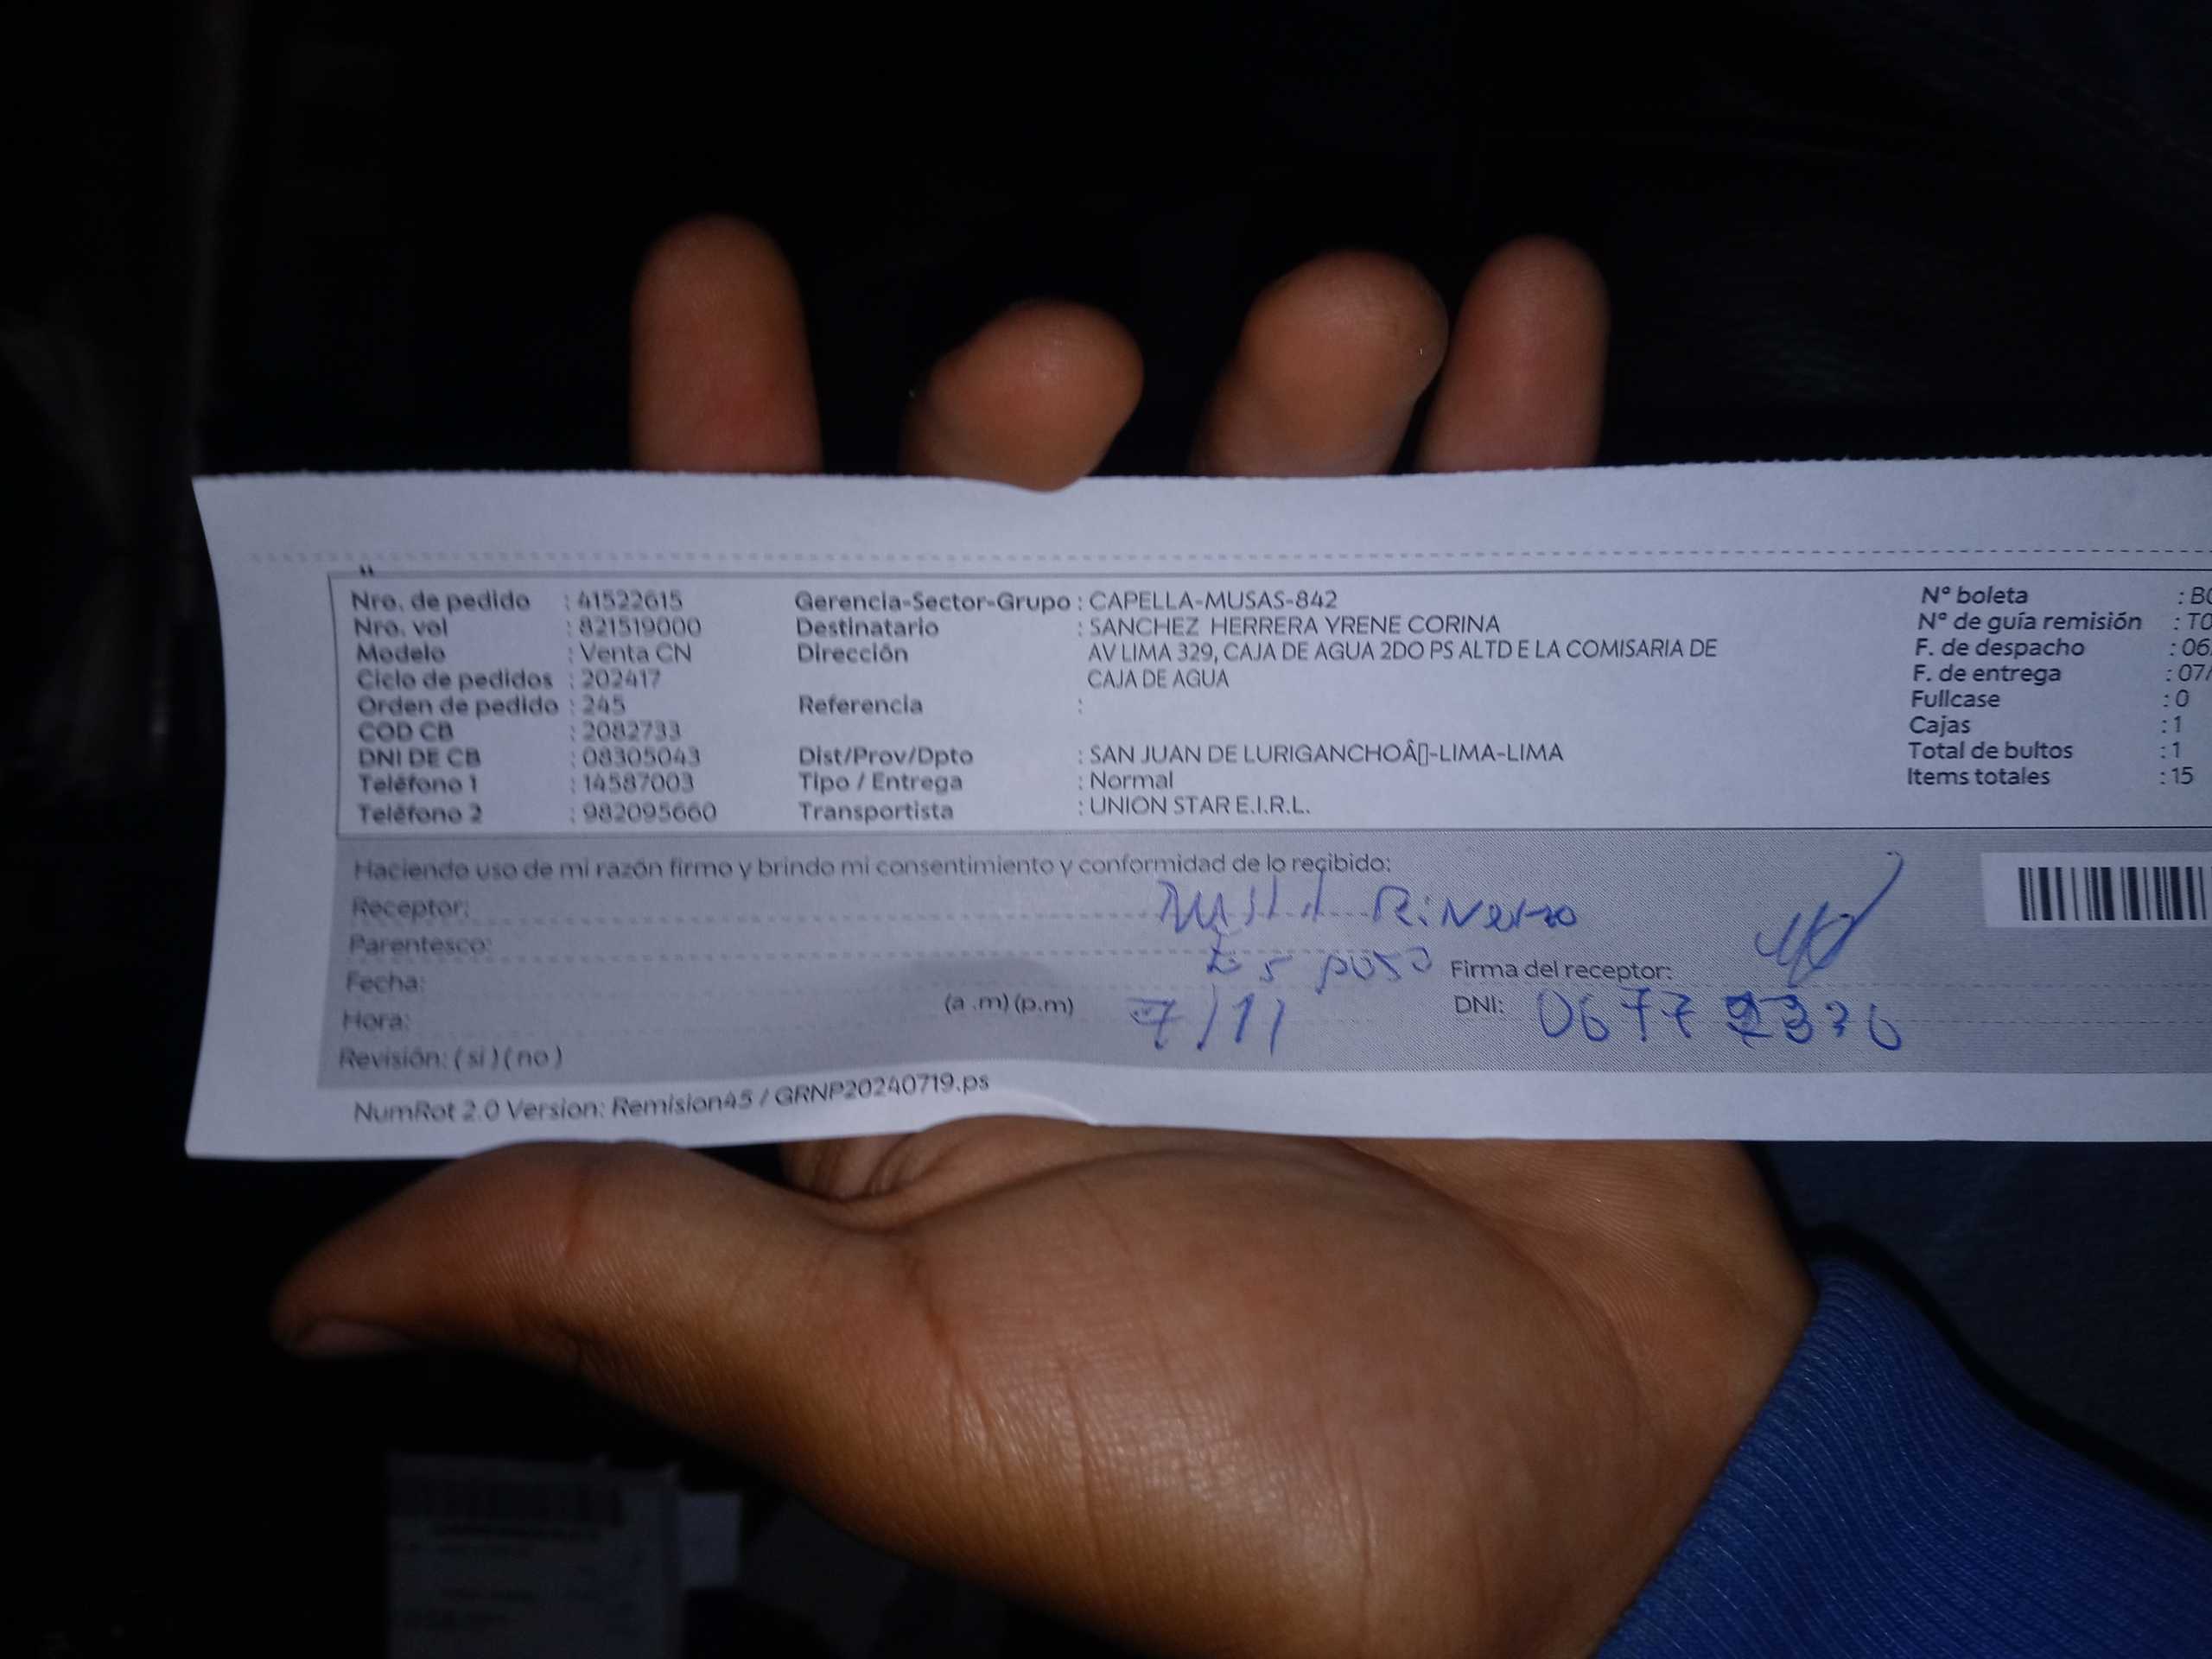 Nro. de pedido : 41522615 Gerencia-Sector-Grupo : CAPELLA-MUSAS-842 N° boleta : B0
Nro. vol : 821519000 Destinatario : SANCHEZ HERRERA YRENE CORINA N° de guía remisión : T0
Modelo : Venta CN Dirección AV LIMA 329, CAJA DE AGUA 2DO PS ALTD E LA COMISARIA DE F. de despacho : 06
Ciclo de pedidos : 202417 CAJA DE AGUA F. de entrega : 07/
Orden de pedido : 245 Referencia : Fullcase : 0
COD CB : 2082733 Cajas : 1
DNI DE CB : 08305043 Dist/Prov/Dpto : SAN JUAN DE LURIGANCHOÂ[]-LIMA-LIMA Total de bultos : 1
Teléfono 1 : 14587003 Tipo / Entrega : Normal Items totales : 15
Teléfono 2 : 982095660 Transportista : UNION STAR E.I.R.L.
Haciendo uso de mi razón firmo y brindo mi consentimiento y conformidad de lo recibido:
Receptor:
Parentesco: Esposo Firma del receptor:
Fecha: 7/11 DNI:
Hora: (a .m) (p.m)
Revisión: ( si ) ( no )
NumRot 2.0 Version: Remision45 / GRNP20240719.ps